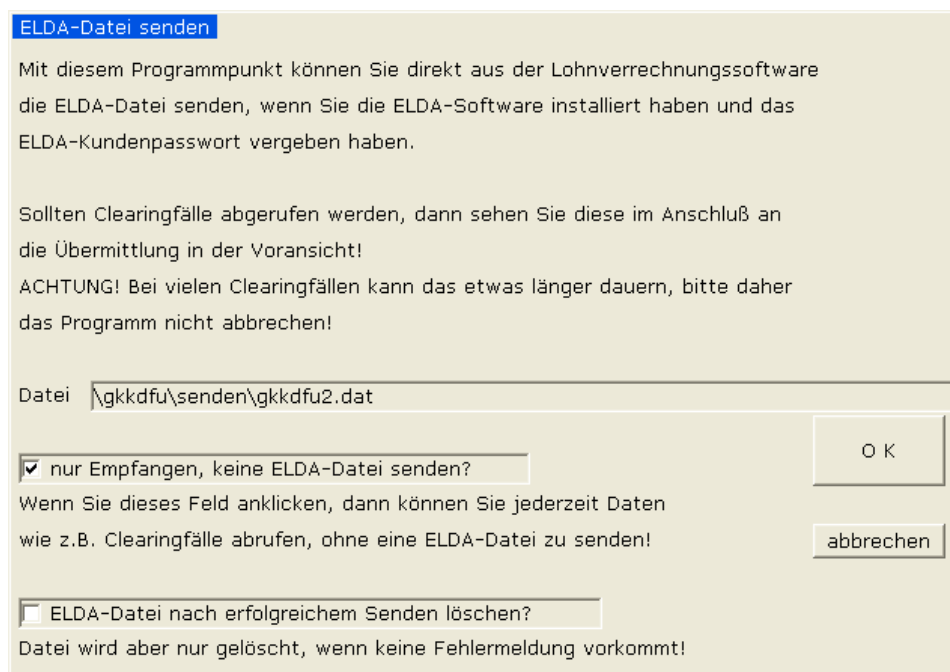 ELDA-Datei senden
Mit diesem Programmpunkt können Sie direkt aus der Lohnverrechnungssoftware
die ELDA-Datei senden, wenn Sie die ELDA-Software installiert haben und das
ELDA-Kundenpasswort vergeben haben.
Sollten Clearingfälle abgerufen werden, dann sehen Sie diese im Anschluß an
die Übermittlung in der Voransicht!
ACHTUNG! Bei vielen Clearingfällen kann das etwas länger dauern, bitte daher
das Programm nicht abbrechen!
Datei \gkkdfu\senden\gkkdfu2.dat
O K
nur Empfangen, keine ELDA-Datei senden?
Wenn Sie dieses Feld anklicken, dann können Sie jederzeit Daten
wie z.B. Clearingfälle abrufen, ohne eine ELDA-Datei zu senden!
abbrechen
ELDA-Datei nach erfolgreichem Senden löschen?
Datei wird aber nur gelöscht, wenn keine Fehlermeldung vorkommt!